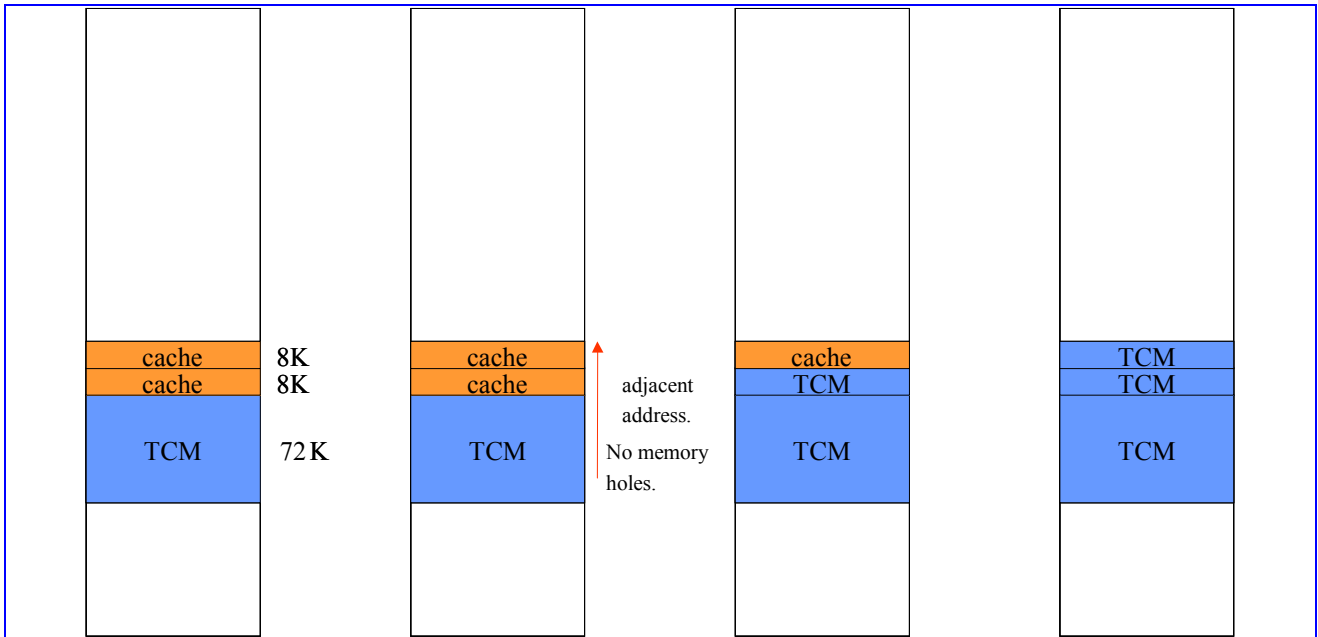 cache 8K cache cache TCM
cache 8K cache adjacent TCM TCM
address.
TCM 72K TCM No memory TCM TCM
holes.